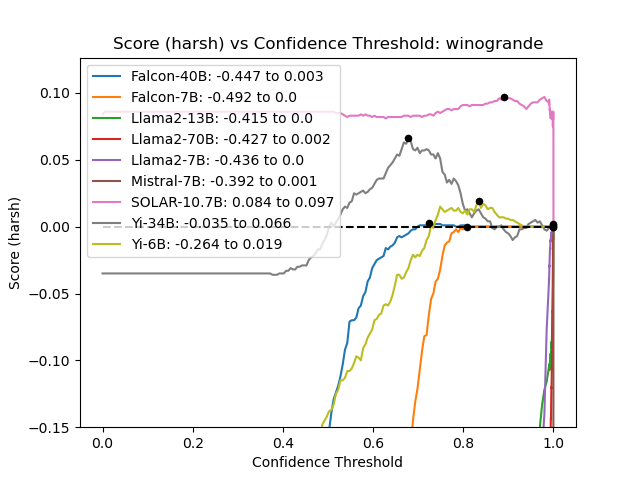 Score (harsh) vs Confidence Threshold: winogrande
Falcon-40B: -0.447 to 0.003
Falcon-7B: -0.492 to 0.0
Llama2-13B: -0.415 to 0.0
Llama2-70B: -0.427 to 0.002
Llama2-7B: -0.436 to 0.0
Mistral-7B: -0.392 to 0.001
SOLAR-10.7B: 0.084 to 0.097
Yi-34B: -0.035 to 0.066
Yi-6B: -0.264 to 0.019
Score (harsh)
0.10
0.05
0.00
−0.05
−0.10
−0.15
0.0 0.2 0.4 0.6 0.8 1.0
Confidence Threshold